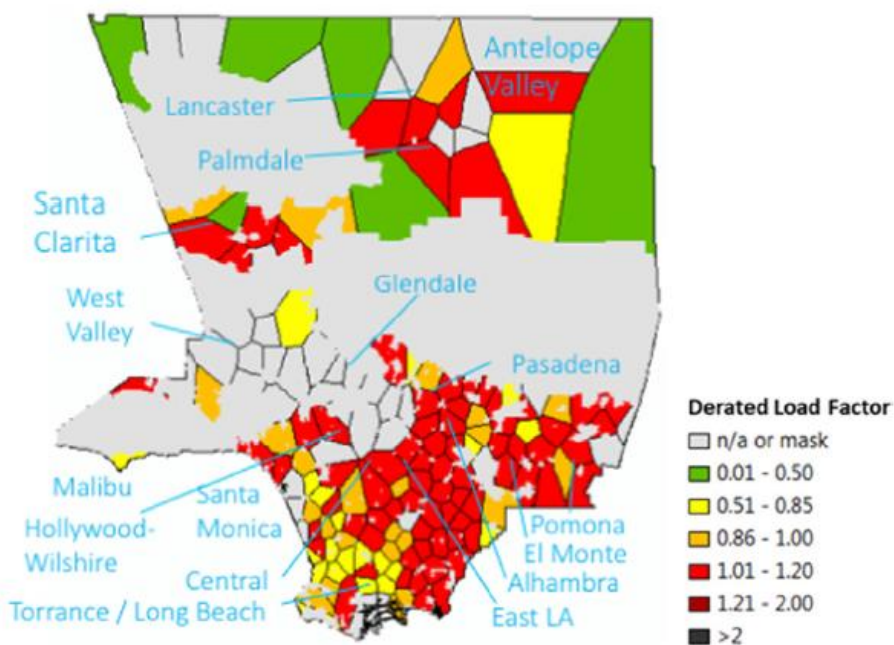 Antelope
Valley
Lancaster
Palmdale
Santa
Clarita
West
Valley
Glendale
Pasadena
Malibu
Hollywood-
Wilshire
Santa
Monica
Central
Torrance / Long Beach
Pomona
El Monte
Alhambra
East LA
Derated Load Factor
n/a or mask
0.01 - 0.50
0.51 - 0.85
0.86 - 1.00
1.01 - 1.20
1.21 - 2.00
>2